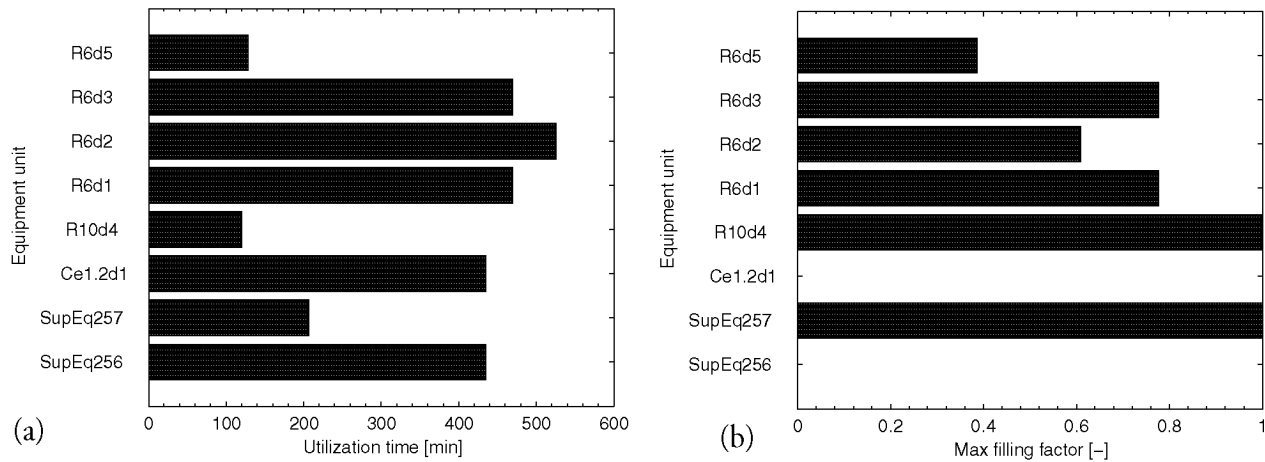 Equipment unit
R6d5
R6d3
R6d2
R6d1
R10d4
Ce1.2d1
SupEq257
SupEq256
0 100 200 300 400 500 600
Utilization time [min]
(a)
Equipment unit
R6d5
R6d3
R6d2
R6d1
R10d4
Ce1.2d1
SupEq257
SupEq256
0 0.2 0.4 0.6 0.8 1
Max filling factor [−]
(b)